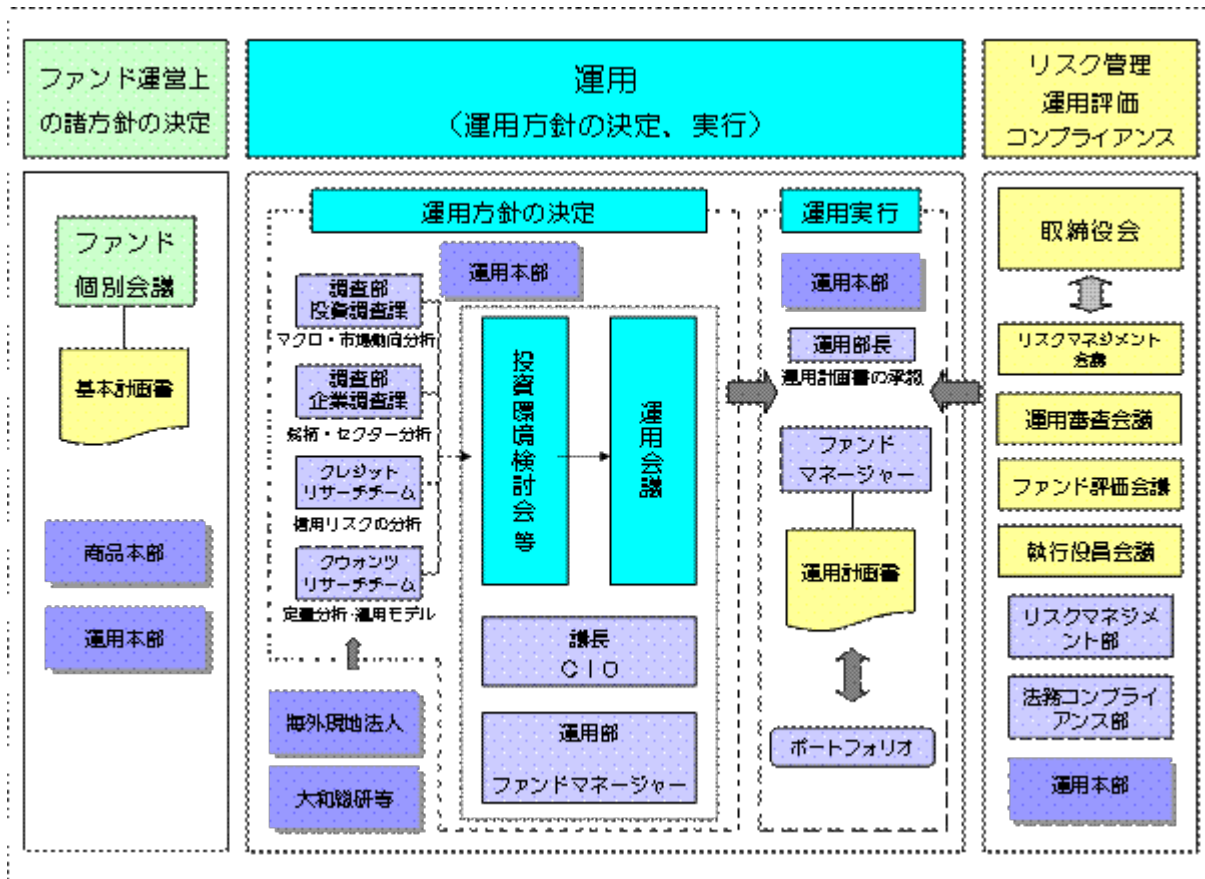 ファンド運営上
の諸方針の決定
運用
(運用方針の決定、実行)
リスク管理
運用評価
コンプライアンス
ファンド
個別会議
基本計画書
商品本部
運用本部
運用方針の決定
運用本部
調査部
投資調査課
マクロ・市場動向分析
調査部
企業調査課
銘柄・セクター分析
クレジット
リサーチチーム
信用リスクの分析
クウォンツ
リサーチチーム
定量分析・運用モデル
海外現地法人
大和総研等
投資環境検討会等
運用会議
議長
CIO
運用部
ファンドマネージャー
運用実行
運用本部
運用部長
運用計画書の承認
ファンド
マネージャー
運用計画書
ポートフォリオ
取締役会
リスクマネジメント
会議
運用審査会議
ファンド評価会議
執行役員会議
リスクマネジメ
ント部
法務コンプライ
アンス部
運用本部